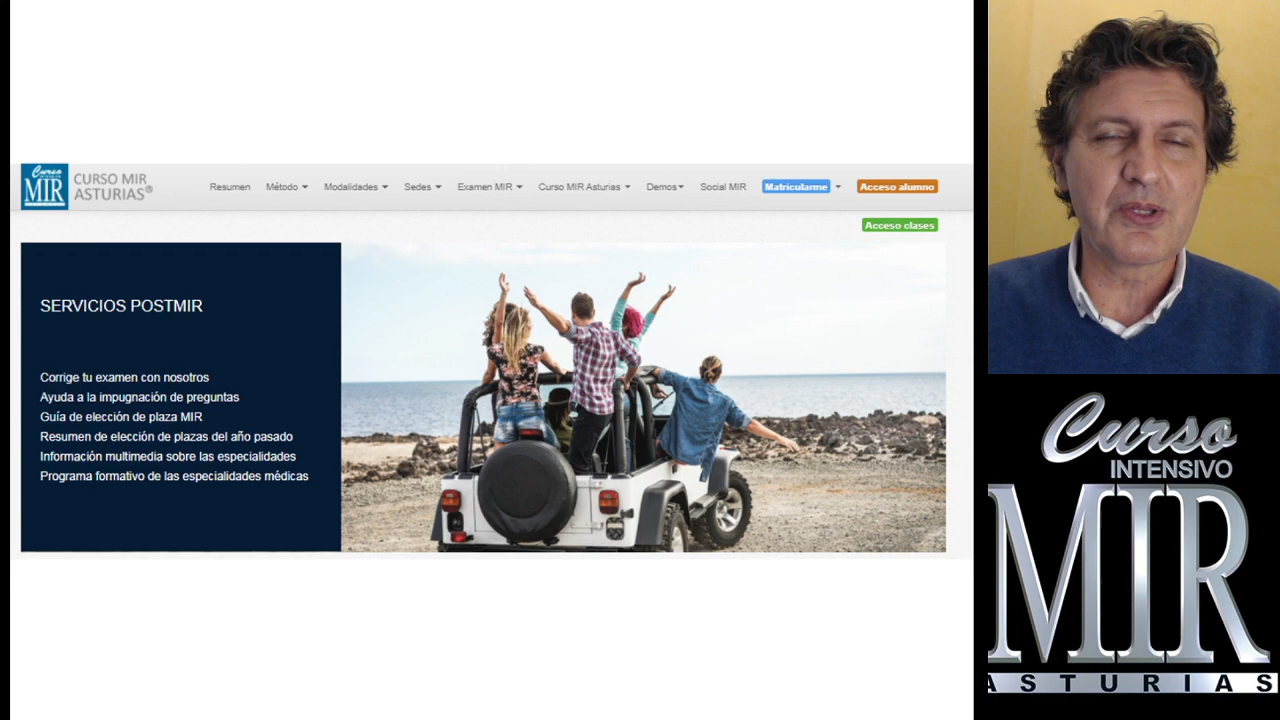 Curso
INTENSIVO
MIR
ASTURIAS
CURSO MIR
ASTURIAS®
Resumen
Método
Modalidades
Sedes
Examen MIR
Curso MIR Asturias
Demos
Social MIR
Matricularme
Acceso alumno
Acceso clases
SERVICIOS POSTMIR
Corrige tu examen con nosotros
Ayuda a la impugnación de preguntas
Guía de elección de plaza MIR
Resumen de elección de plazas del año pasado
Información multimedia sobre las especialidades
Programa formativo de las especialidades médicas
Curso
INTENSIVO
MIR
ASTURIAS